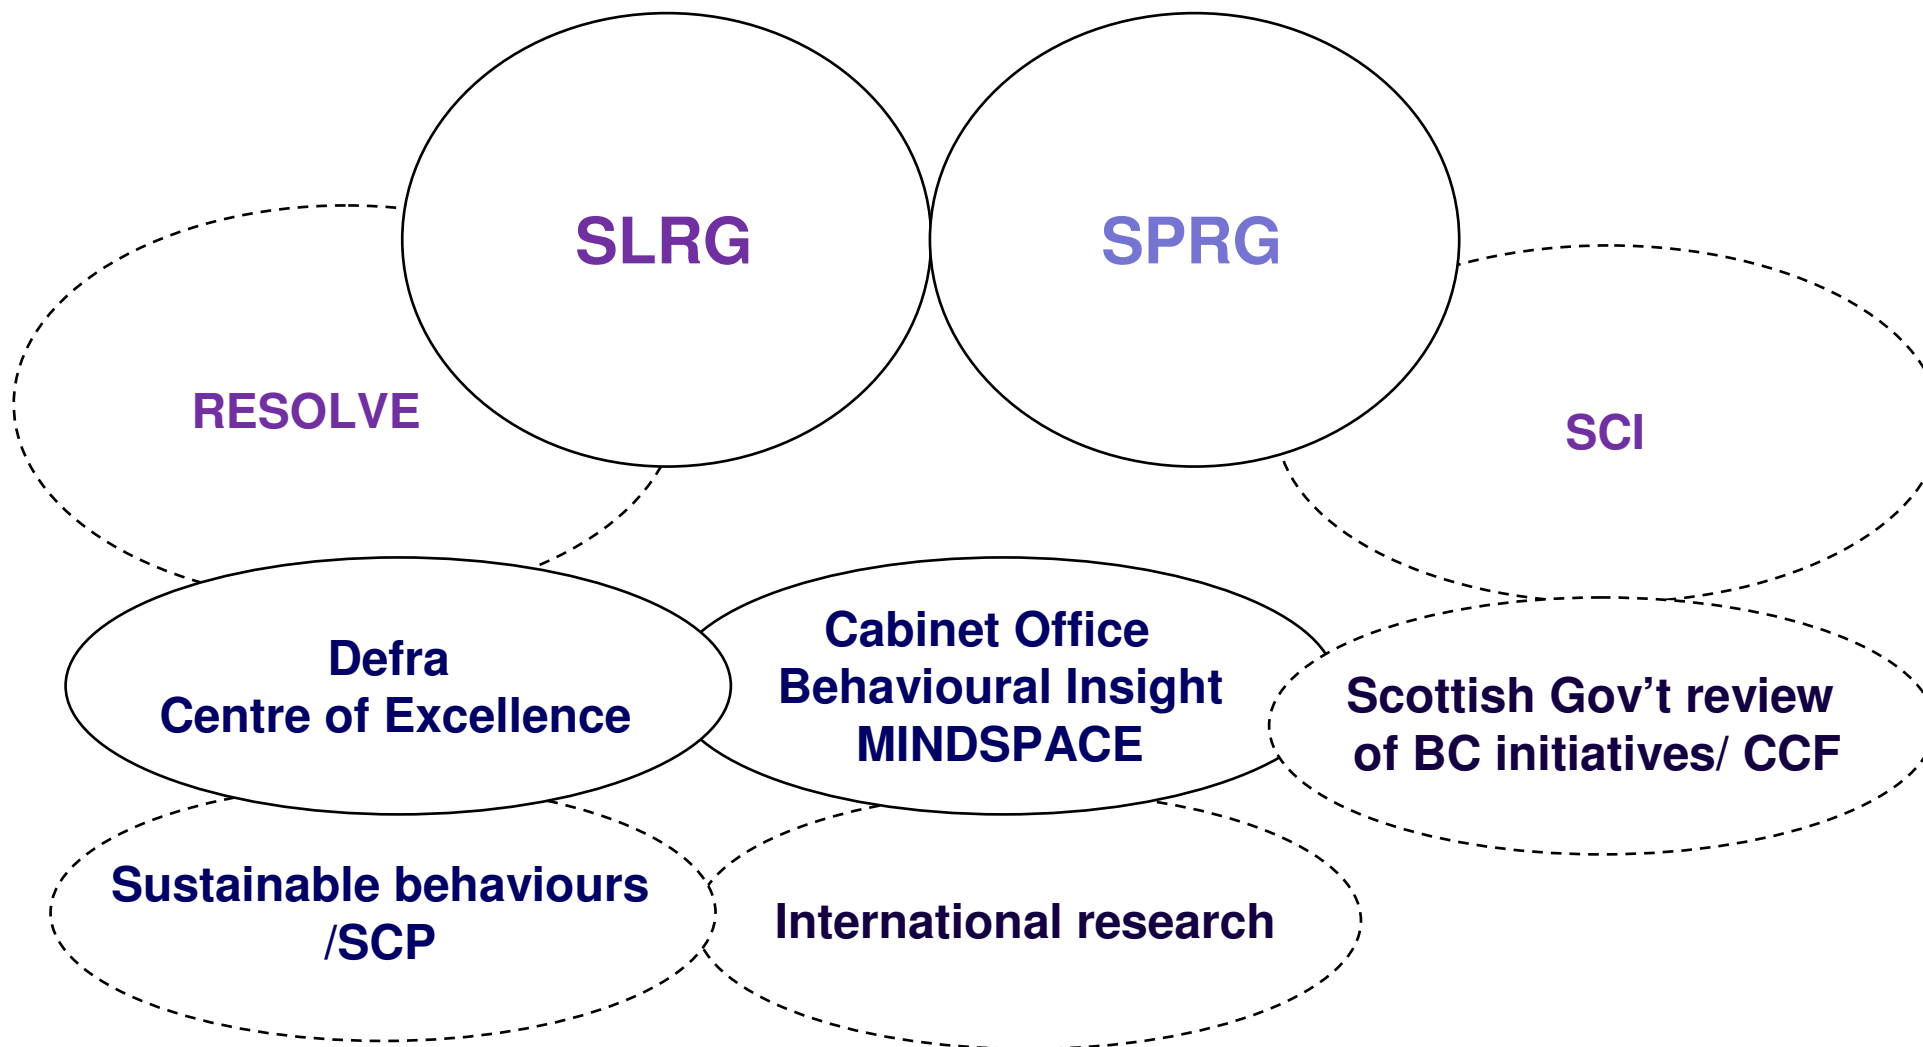 SLRG
SPRG
RESOLVE
SCI
Defra
Centre of Excellence
Cabinet Office
Behavioural Insight
MINDSPACE
Scottish Gov’t review
of BC initiatives/ CCF
Sustainable behaviours
/SCP
International research